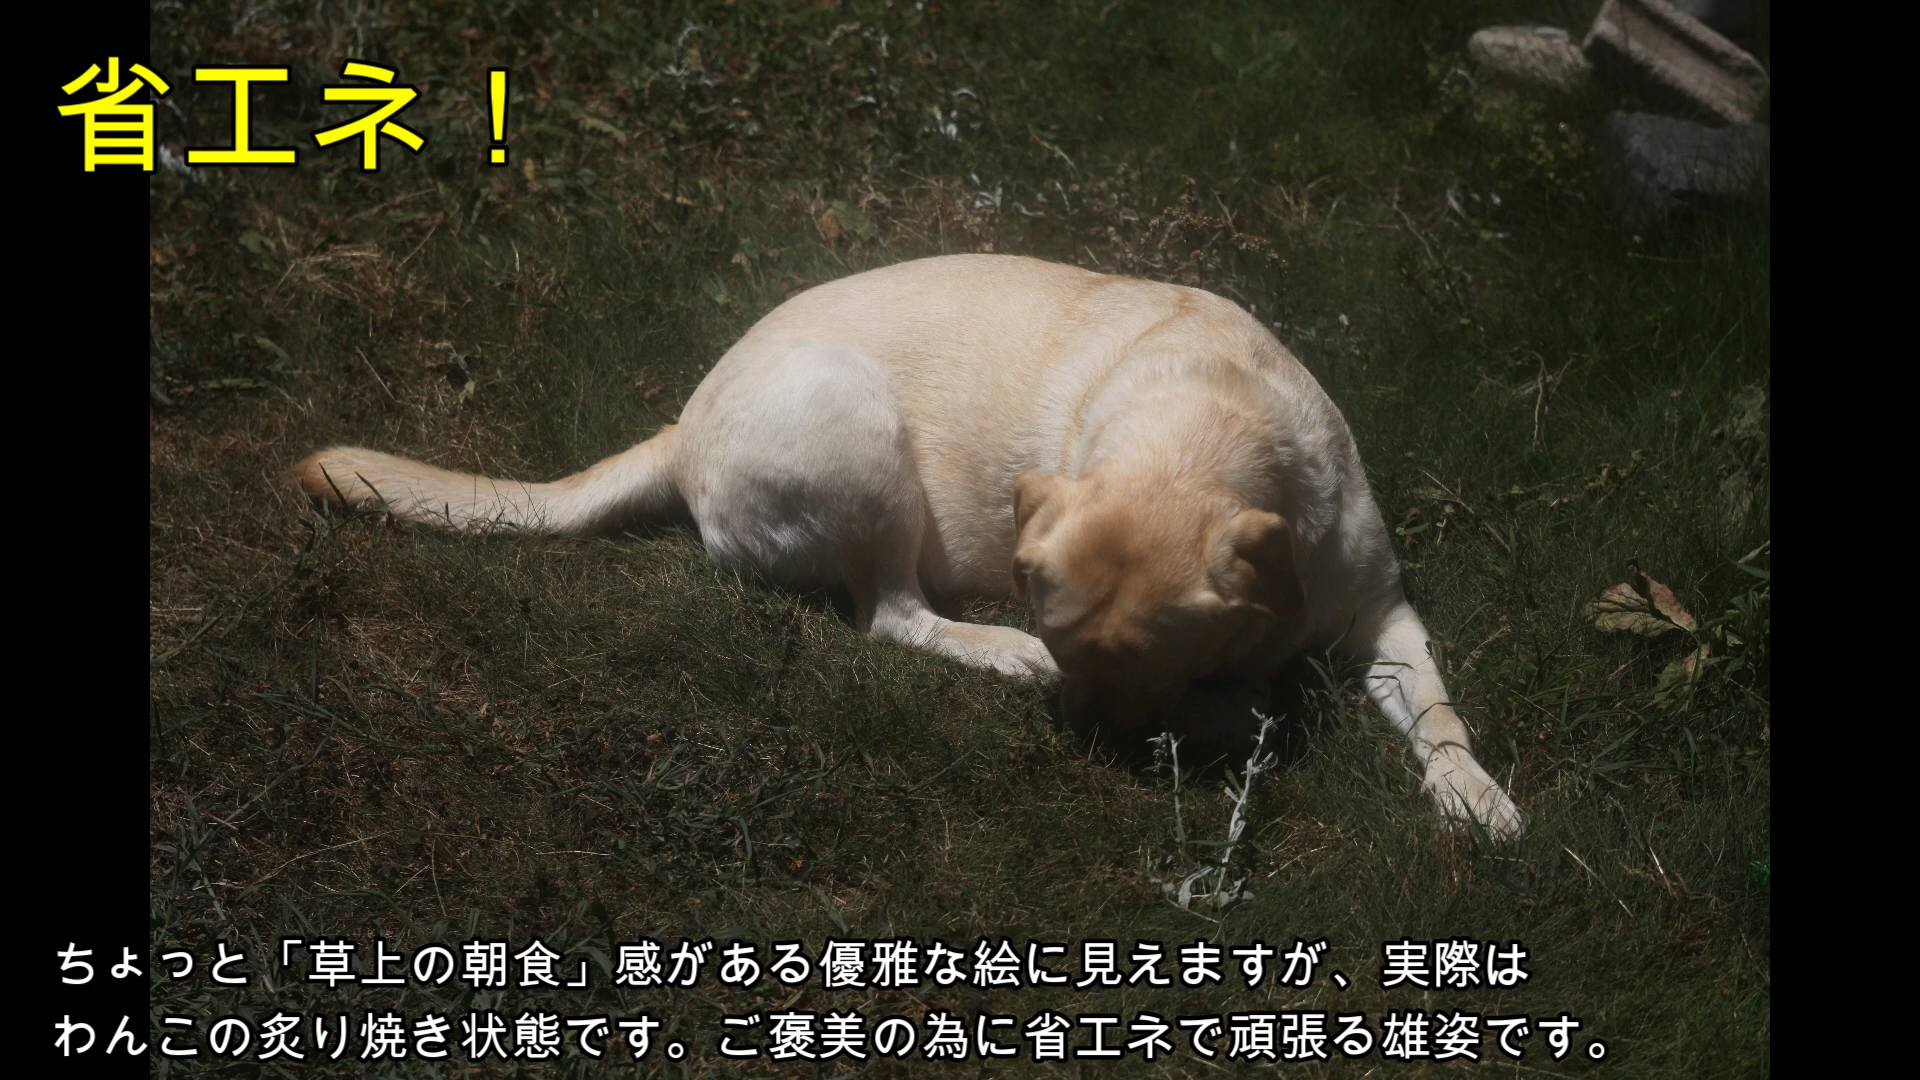 省エネ！
ちょっと「草上の朝食」感がある優雅な絵に見えますが、実際は
わんこの炙り焼き状態です。ご褒美の為に省エネで頑張る雄姿です。